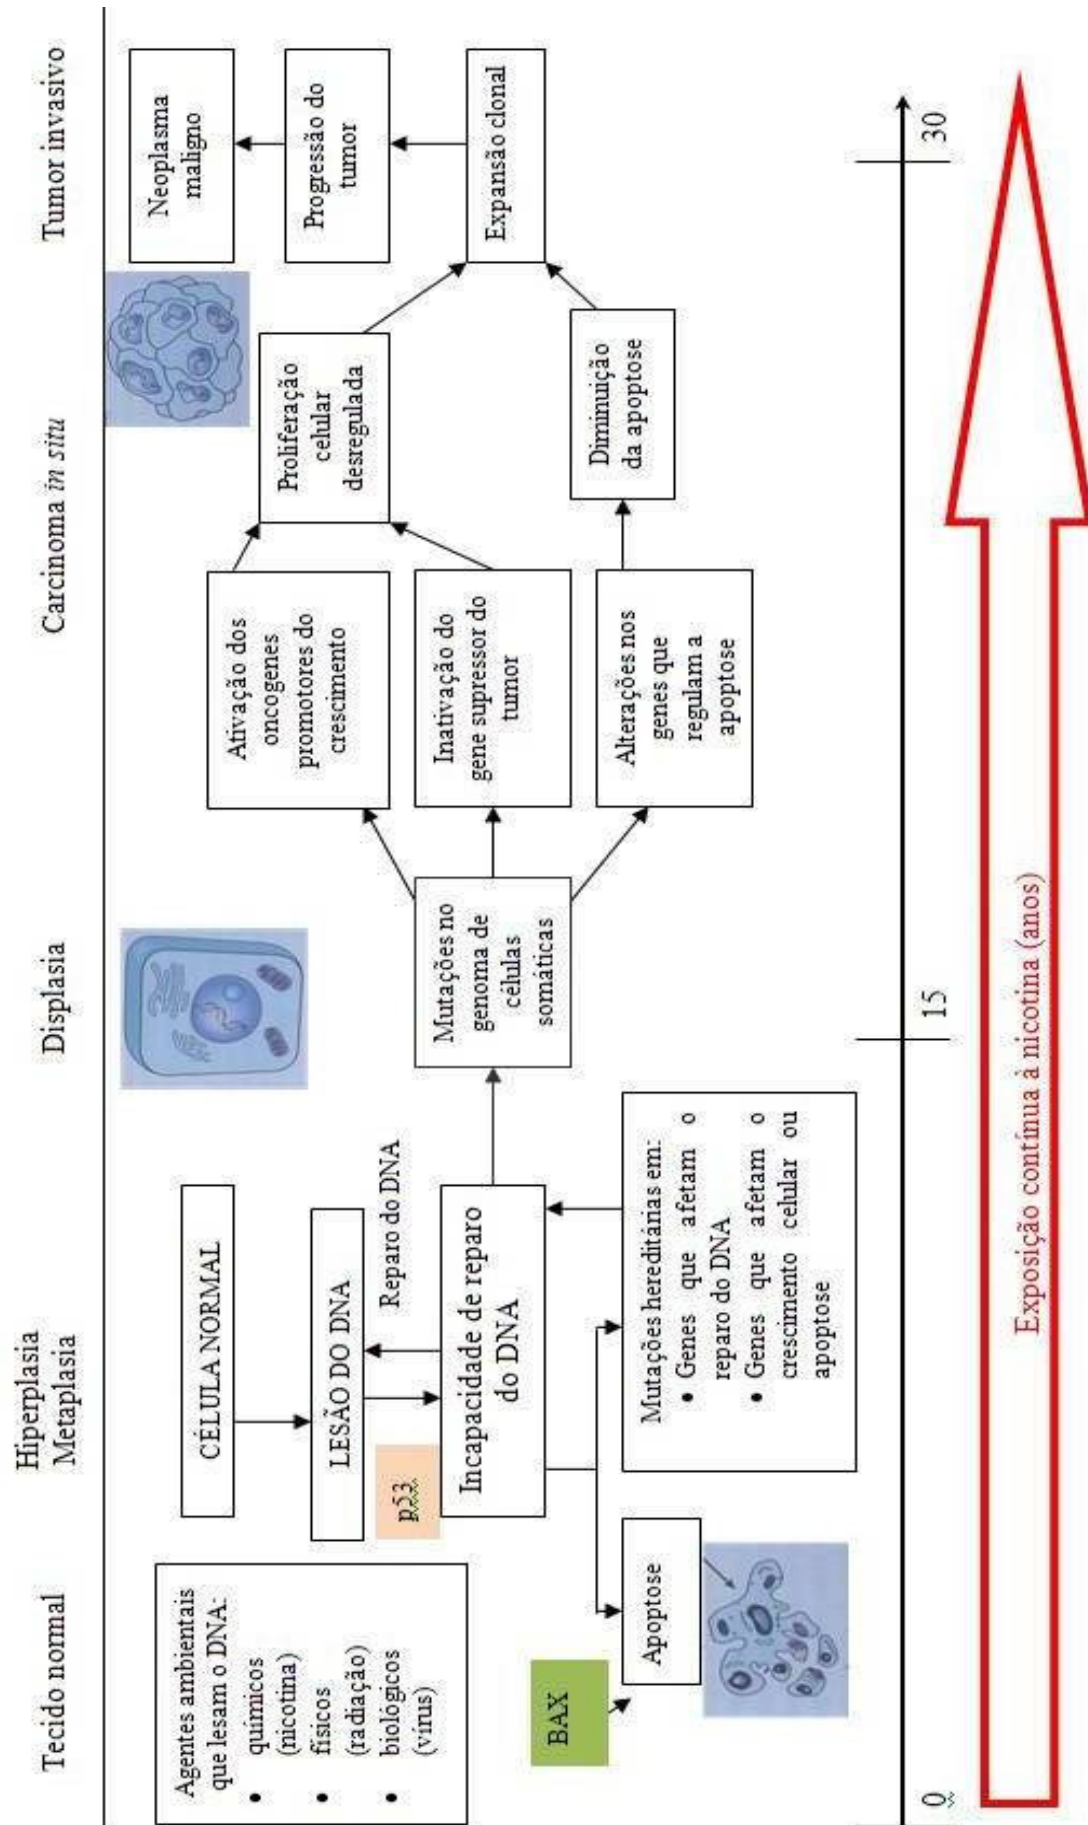 Tecido normal
Hiperplasia
Metaplasia
Displasia
Carcinoma in situ
Tumor invasivo
Agentes ambientais
que lesam o DNA:
● químicos
(nicotina)
● físicos
(radiação)
● biológicos
(vírus)
CÉLULA NORMAL
LESÃO DO DNA
p53
Reparo do DNA
Incapacidade de reparo
do DNA
BAX
Apoptose
Mutações hereditárias em:
● Genes que afetam o
reparo do DNA
● Genes que afetam o
crescimento celular ou
apoptose
Mutações no
genoma de
células
somáticas
Ativação dos
oncogenes
promotores do
crescimento
Inativação do
gene supressor do
tumor
Alterações nos
genes que
regulam a
apoptose
Proliferação
celular
desregulada
Diminuição
da apoptose
Expansão clonal
Progressão do
tumor
Neoplasma
maligno
0
15
30
Exposição contínua à nicotina (anos)